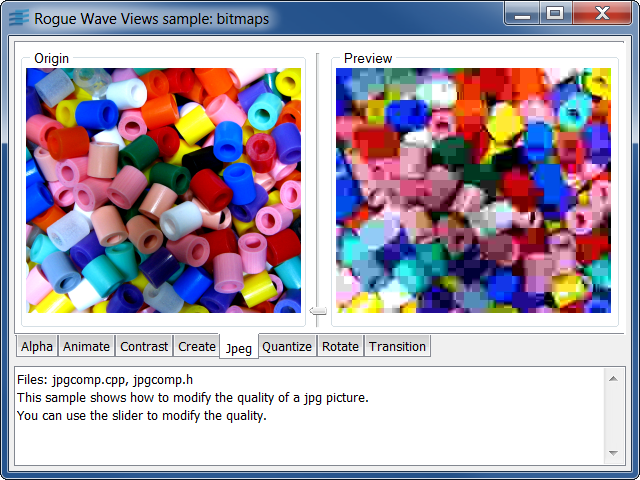 Rogue Wave Views sample: bitmaps
Origin
Preview
Alpha
Animate
Contrast
Create
Jpeg
Quantize
Rotate
Transition
Files: jpgcomp.cpp, jpgcomp.h
This sample shows how to modify the quality of a jpg picture.
You can use the slider to modify the quality.